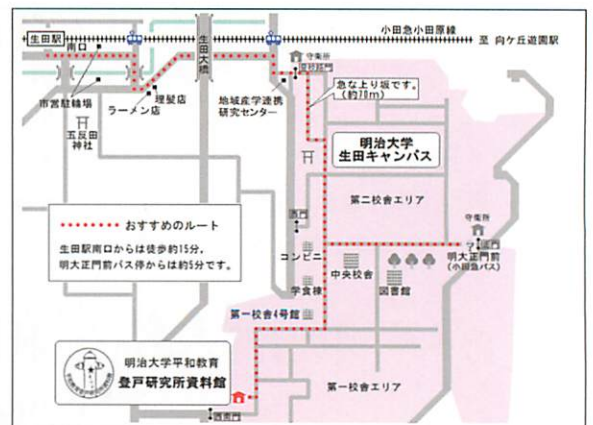 小田急小田原線
生田駅
南口
至 向ケ丘遊園駅
生田大橋
守衛所
急な上り坂です。
(約70m)
地域産学連携
研究センター
市営駐輪場
理髪店
ラーメン店
五反田
神社
明治大学
生田キャンパス
第二校舎エリア
西門
守衛所
正門
明大正門前
(小田急バス)
おすすめのルート
生田駅南口からは徒歩約15分,
明大正門前バス停からは約5分です。
コンビニ
中央校舎
図書館
学食棟
第一校舎4号館
明治大学平和教育
登戸研究所資料館
第一校舎エリア
西南門